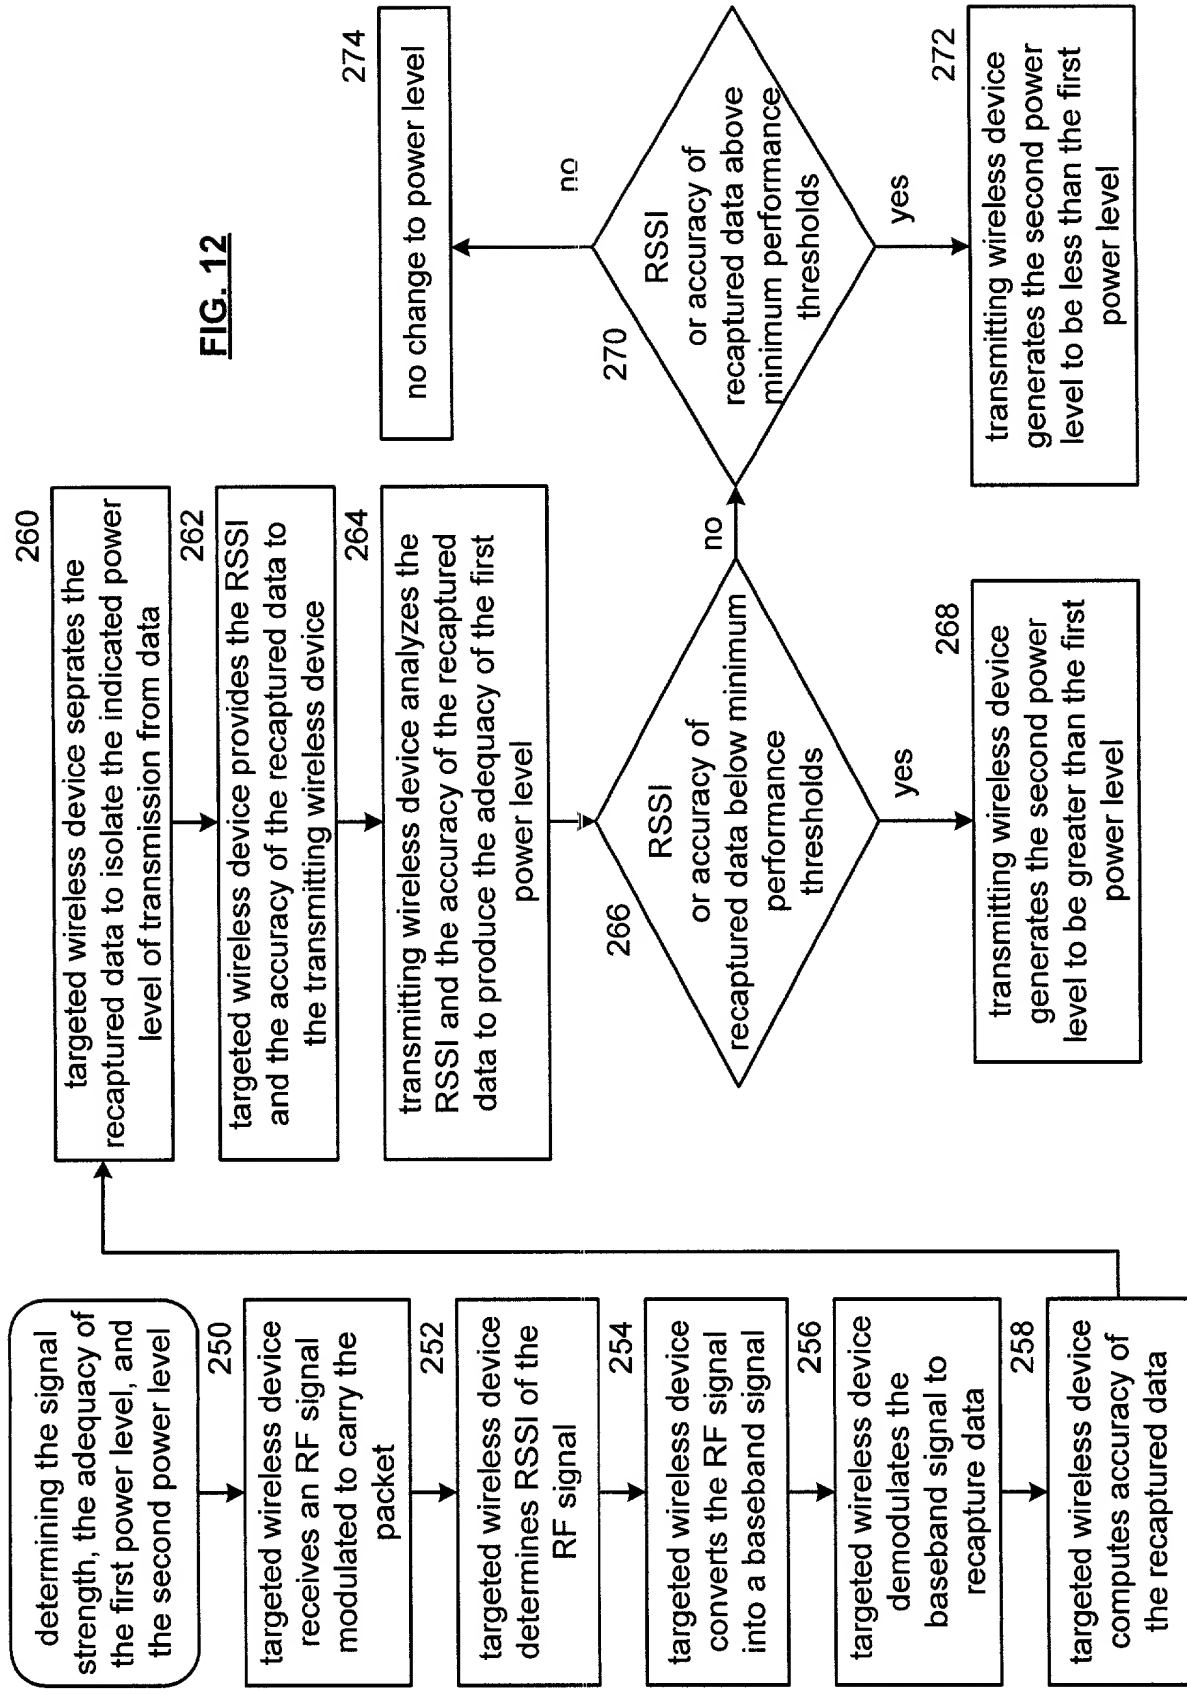 FIG. 12
determining the signal
strength, the adequacy of
the first power level, and
the second power level
250
targeted wireless device
receives an RF signal
modulated to carry the
packet
252
targeted wireless device
determines RSSI of the
RF signal
254
targeted wireless device
converts the RF signal
into a baseband signal
256
targeted wireless device
demodulates the
baseband signal to
recapture data
258
targeted wireless device
computes accuracy of
the recaptured data
260
targeted wireless device seprates the
recaptured data to isolate the indicated power
level of transmission from data
262
targeted wireless device provides the RSSI
and the accuracy of the recaptured data to
the transmitting wireless device
264
transmitting wireless device analyzes the
RSSI and the accuracy of the recaptured
data to produce the adequacy of the first
power level
266
RSSI
or accuracy of
recaptured data below minimum
performance
thresholds
no
yes
268
transmitting wireless device
generates the second power
level to be greater than the first
power level
270
RSSI
or accuracy of
recaptured data above
minimum performance
thresholds
no
yes
274
no change to power level
272
transmitting wireless device
generates the second power
level to be less than the first
power level